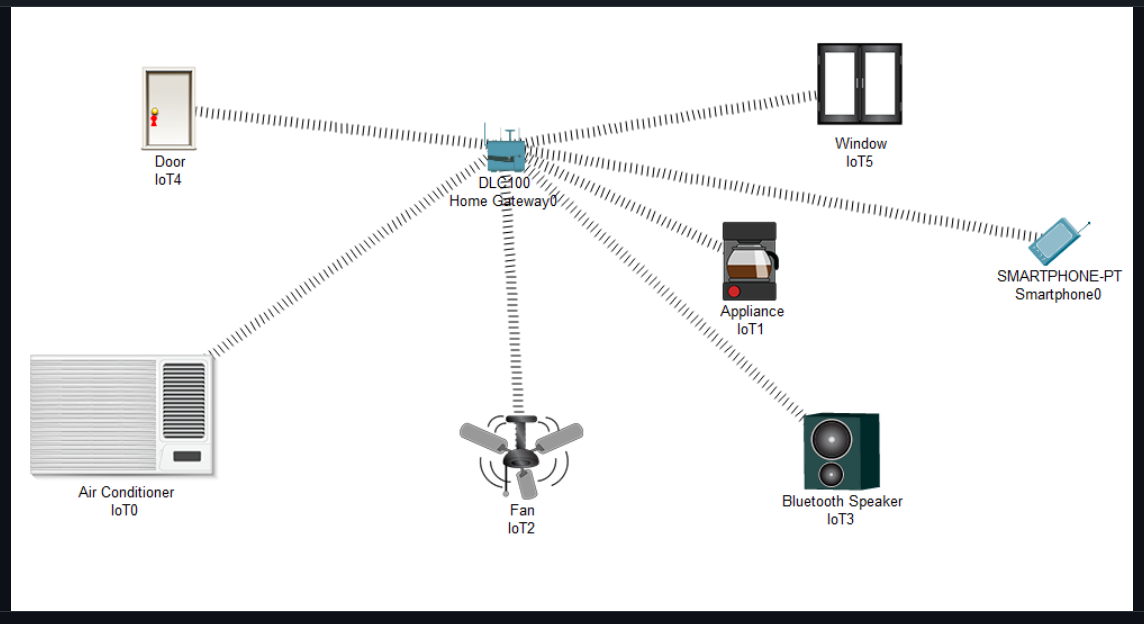 Door
IoT4
DLC100
Home Gateway0
Window
IoT5
SMARTPHONE-PT
Smartphone0
Appliance
IoT1
Air Conditioner
IoT0
Fan
IoT2
Bluetooth Speaker
IoT3